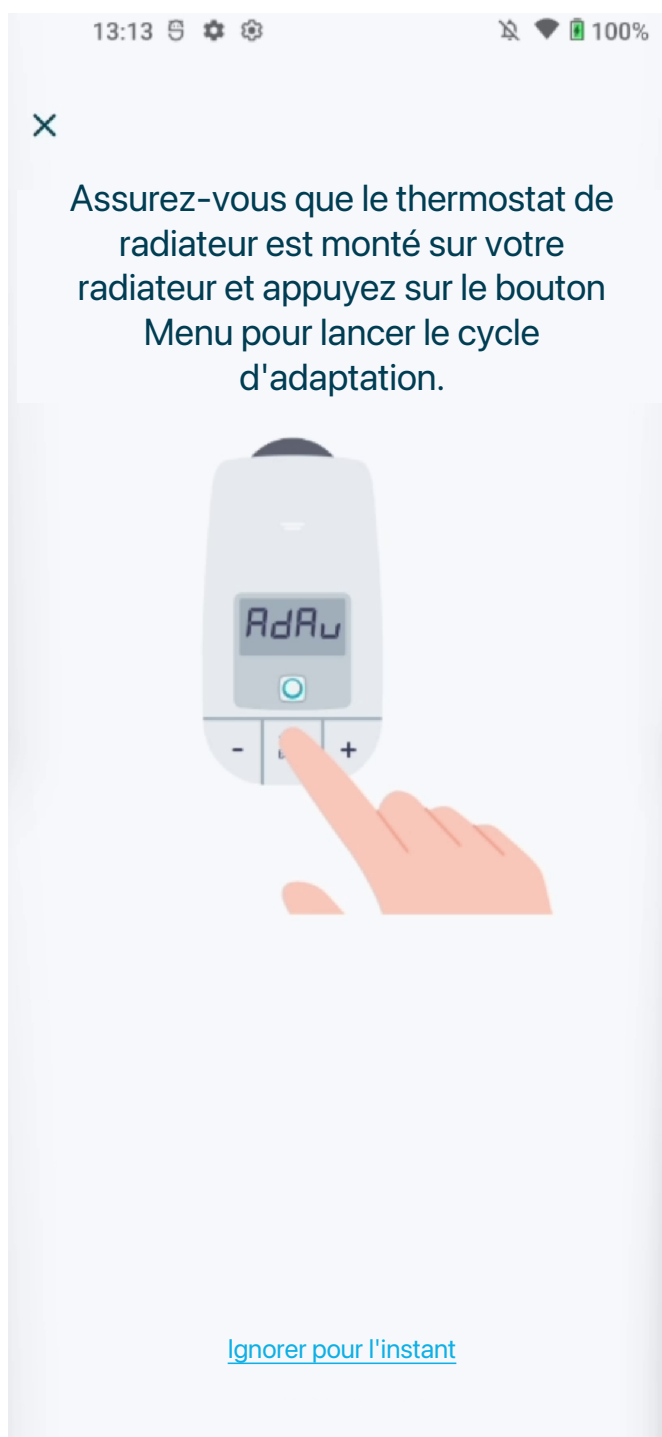 13:13 100%
Assurez-vous que le thermostat de
radiateur est monté sur votre
radiateur et appuyez sur le bouton
Menu pour lancer le cycle
d'adaptation.
AdAu
- +
Ignorer pour l'instant